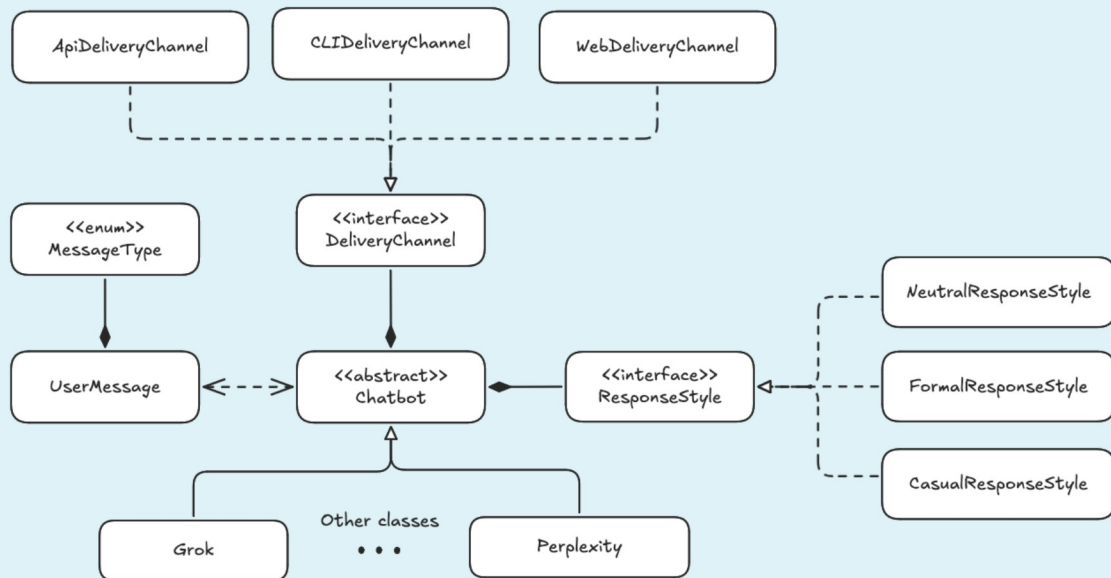 ApiDeliveryChannel
CLIDeliveryChannel
WebDeliveryChannel
<<enum>>
MessageType
<<interface>>
DeliveryChannel
NeutralResponseStyle
UserMessage
<<abstract>>
Chatbot
<<interface>>
ResponseStyle
FormalResponseStyle
CasualResponseStyle
Grok
Other classes
Perplexity